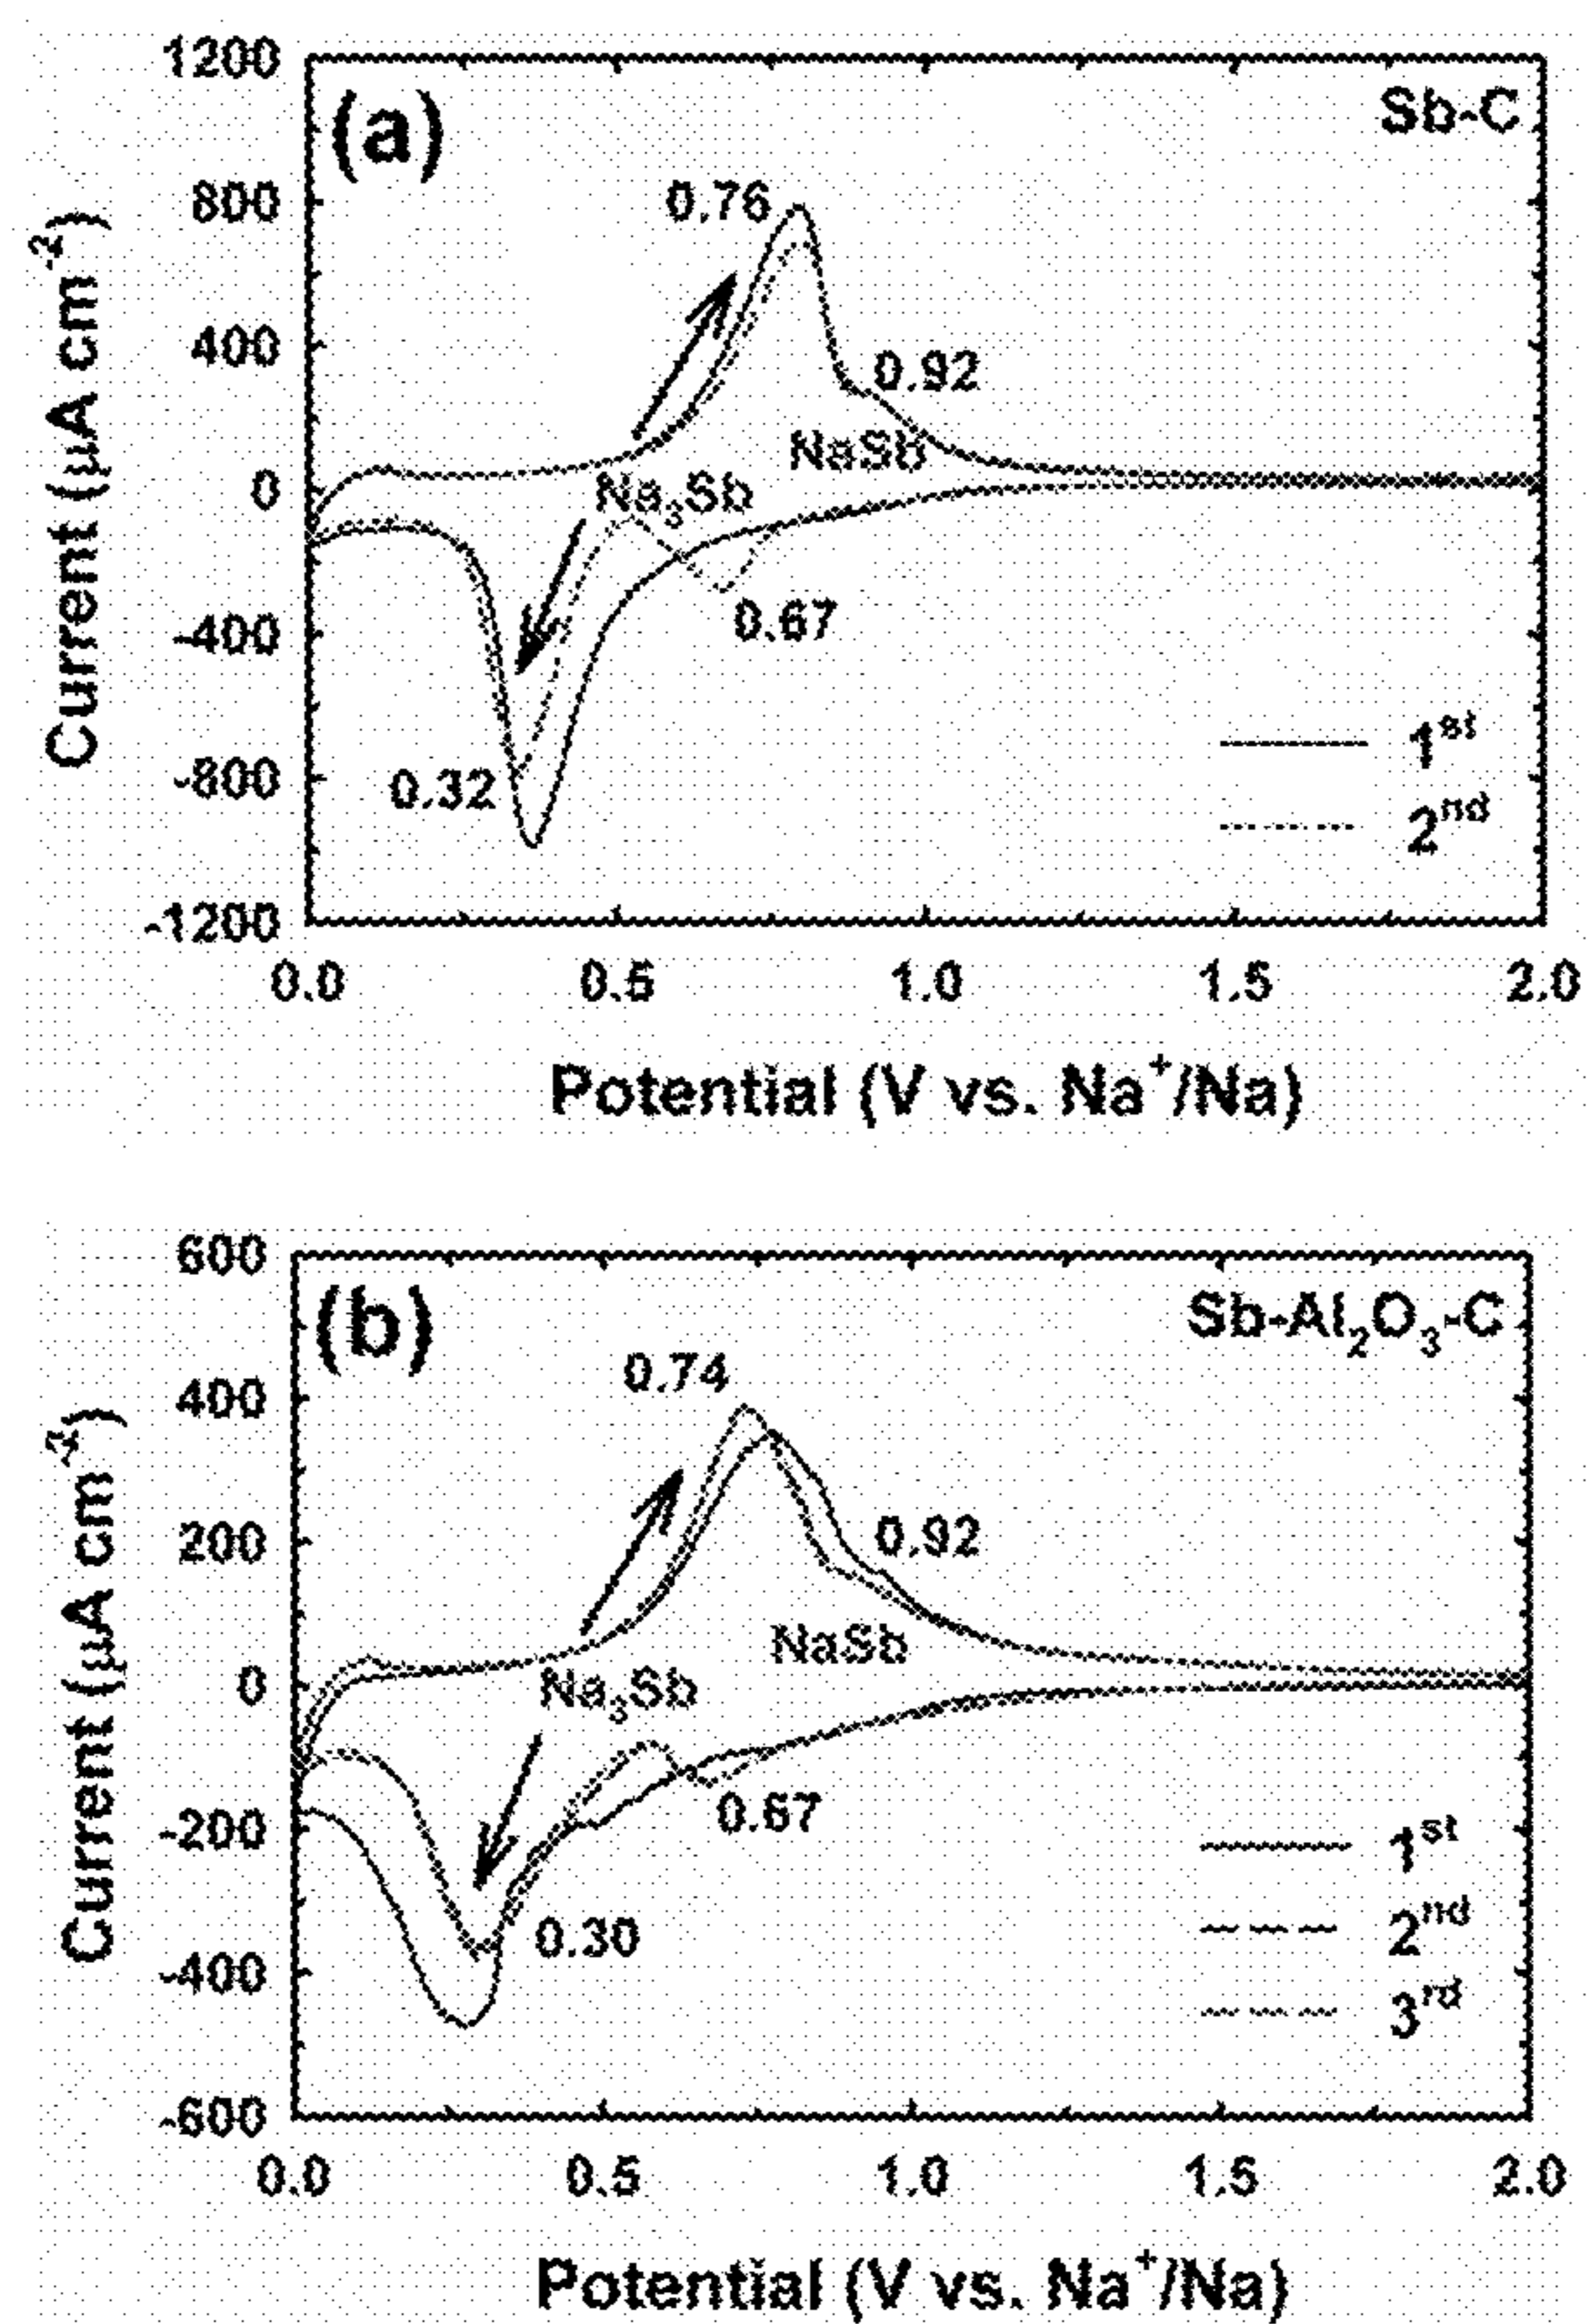 1200
(a)
Sb-C
0.76
800
400
0.92
NaSb
0
Na₃Sb
-400
0.67
1ˢᵗ
-800
0.32
2ⁿᵈ
-1200
0.0 0.5 1.0 1.5 2.0
Current (µA cm⁻²)
Potential (V vs. Na⁺/Na)
600
(b)
Sb-Al₂O₃-C
0.74
400
200
0.92
NaSb
0
Na₃Sb
0.67
-200
1ˢᵗ
0.30
2ⁿᵈ
-400
3ʳᵈ
-600
0.0 0.5 1.0 1.5 2.0
Current (µA cm⁻²)
Potential (V vs. Na⁺/Na)